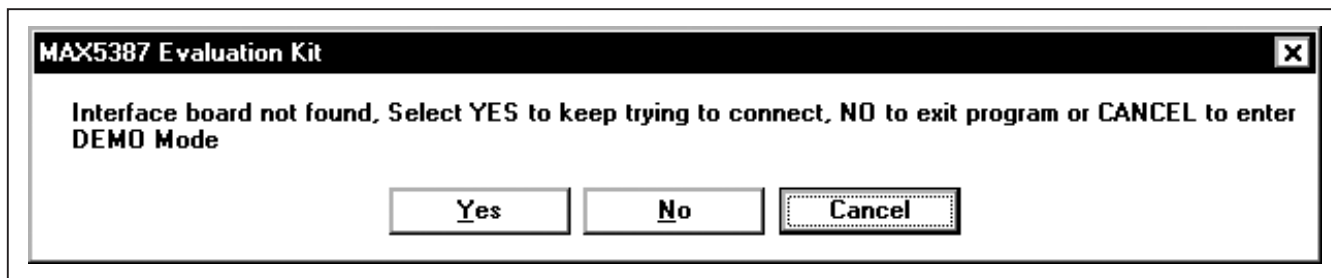 MAX5387 Evaluation Kit
Interface board not found, Select YES to keep trying to connect, NO to exit program or CANCEL to enter
DEMO Mode
Yes No Cancel